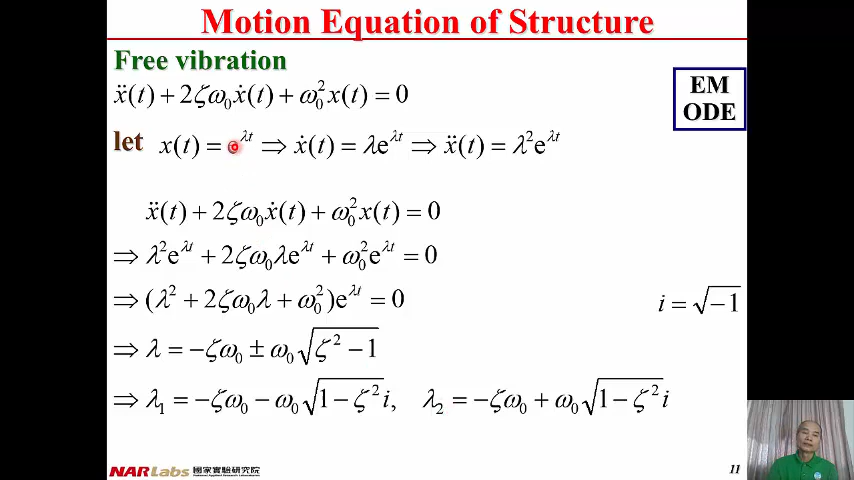 Motion Equation of Structure
Free vibration
ẍ(t) + 2ζω₀ẋ(t) + ω₀²x(t) = 0
EM
ODE
let x(t) = e^{λt} ⇒ ẋ(t) = λe^{λt} ⇒ ẍ(t) = λ²e^{λt}
ẍ(t) + 2ζω₀ẋ(t) + ω₀²x(t) = 0
⇒ λ²e^{λt} + 2ζω₀λe^{λt} + ω₀²e^{λt} = 0
⇒ (λ² + 2ζω₀λ + ω₀²)e^{λt} = 0
i = √−1
⇒ λ = −ζω₀ ± ω₀√(ζ² − 1)
⇒ λ₁ = −ζω₀ − ω₀√(1 − ζ²) i, λ₂ = −ζω₀ + ω₀√(1 − ζ²) i
NARLabs 國家實驗研究院
11